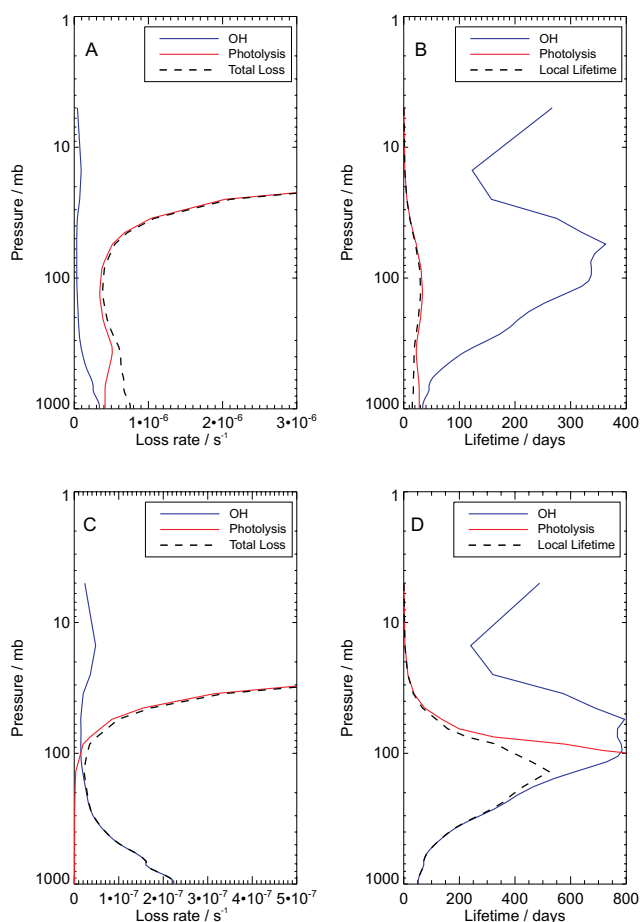 A
OH
Photolysis
Total Loss
1
10
100
1000
Pressure / mb
0 1•10⁻⁶ 2•10⁻⁶ 3•10⁻⁶
Loss rate / s⁻¹
B
OH
Photolysis
Local Lifetime
1
10
100
1000
Pressure / mb
0 100 200 300 400
Lifetime / days
C
OH
Photolysis
Total Loss
1
10
100
1000
Pressure / mb
0 1•10⁻⁷ 2•10⁻⁷ 3•10⁻⁷ 4•10⁻⁷ 5•10⁻⁷
Loss rate / s⁻¹
D
OH
Photolysis
Local Lifetime
1
10
100
1000
Pressure / mb
0 200 400 600 800
Lifetime / days